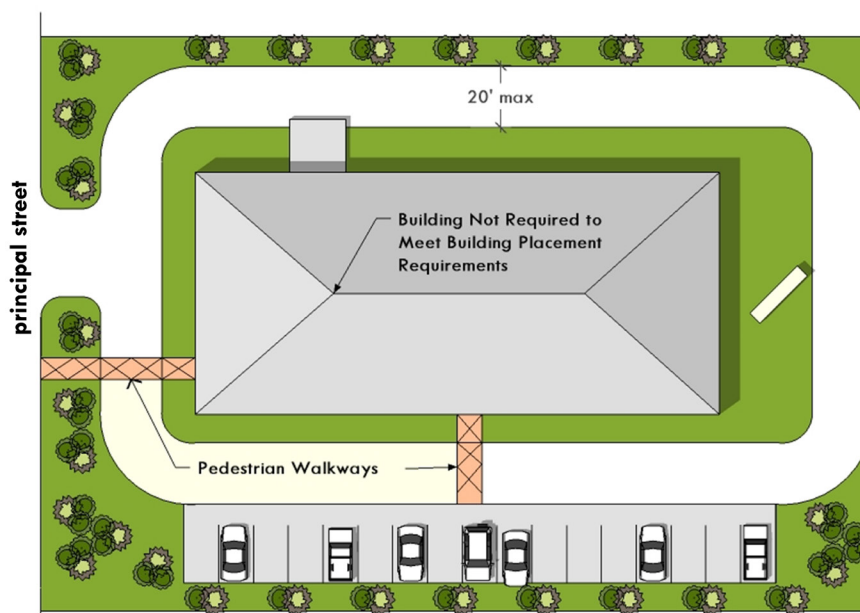 20' max
Building Not Required to
Meet Building Placement
Requirements
principal street
Pedestrian Walkways